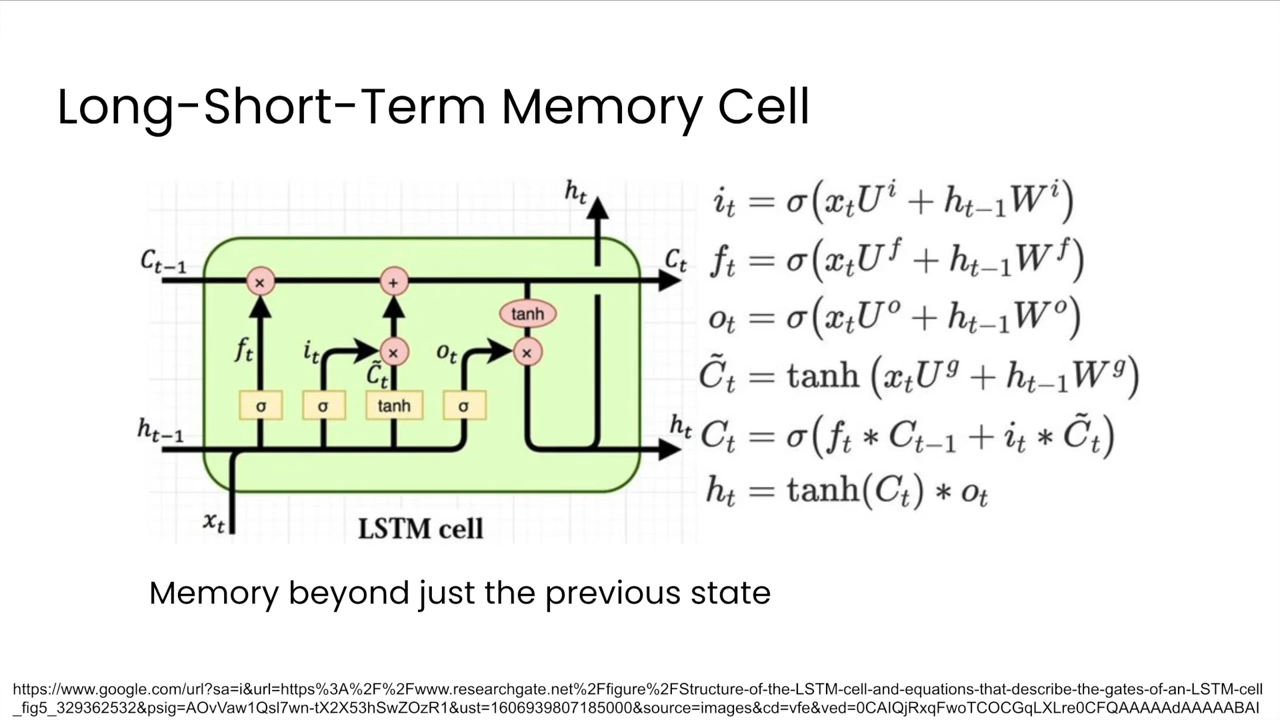 Long-Short-Term Memory Cell
h_t
C_{t-1}
C_t
×
+
tanh
f_t
i_t
×
o_t
×
C̃_t
σ
σ
tanh
σ
h_{t-1}
h_t
x_t
LSTM cell
i_t = σ(x_t U^i + h_{t-1} W^i)
f_t = σ(x_t U^f + h_{t-1} W^f)
o_t = σ(x_t U^o + h_{t-1} W^o)
C̃_t = tanh (x_t U^g + h_{t-1} W^g)
C_t = σ(f_t * C_{t-1} + i_t * C̃_t)
h_t = tanh(C_t) * o_t
Memory beyond just the previous state
https://www.google.com/url?sa=i&url=https%3A%2F%2Fwww.researchgate.net%2Ffigure%2FStructure-of-the-LSTM-cell-and-equations-that-describe-the-gates-of-an-LSTM-cell
_fig5_329362532&psig=AOvVaw1Qsl7wn-tX2X53hSwZOzR1&ust=1606939807185000&source=images&cd=vfe&ved=0CAIQjRxqFwoTCOCGqLXLre0CFQAAAAAdAAAAABAI